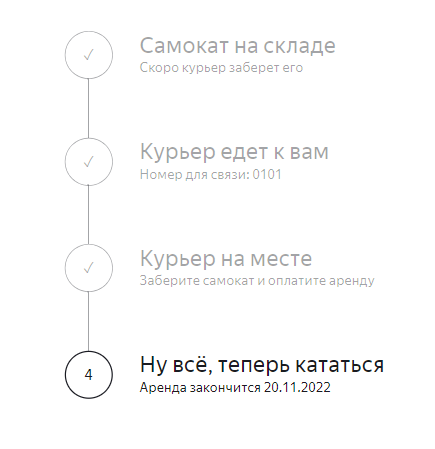 ✓
Самокат на складе
Скоро курьер заберет его
✓
Курьер едет к вам
Номер для связи: 0101
✓
Курьер на месте
Заберите самокат и оплатите аренду
4
Ну всё, теперь кататься
Аренда закончится 20.11.2022